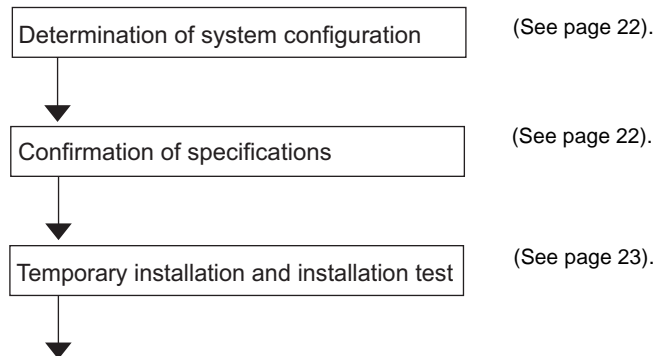 Determination of system configuration (See page 22).
Confirmation of specifications (See page 22).
Temporary installation and installation test (See page 23).